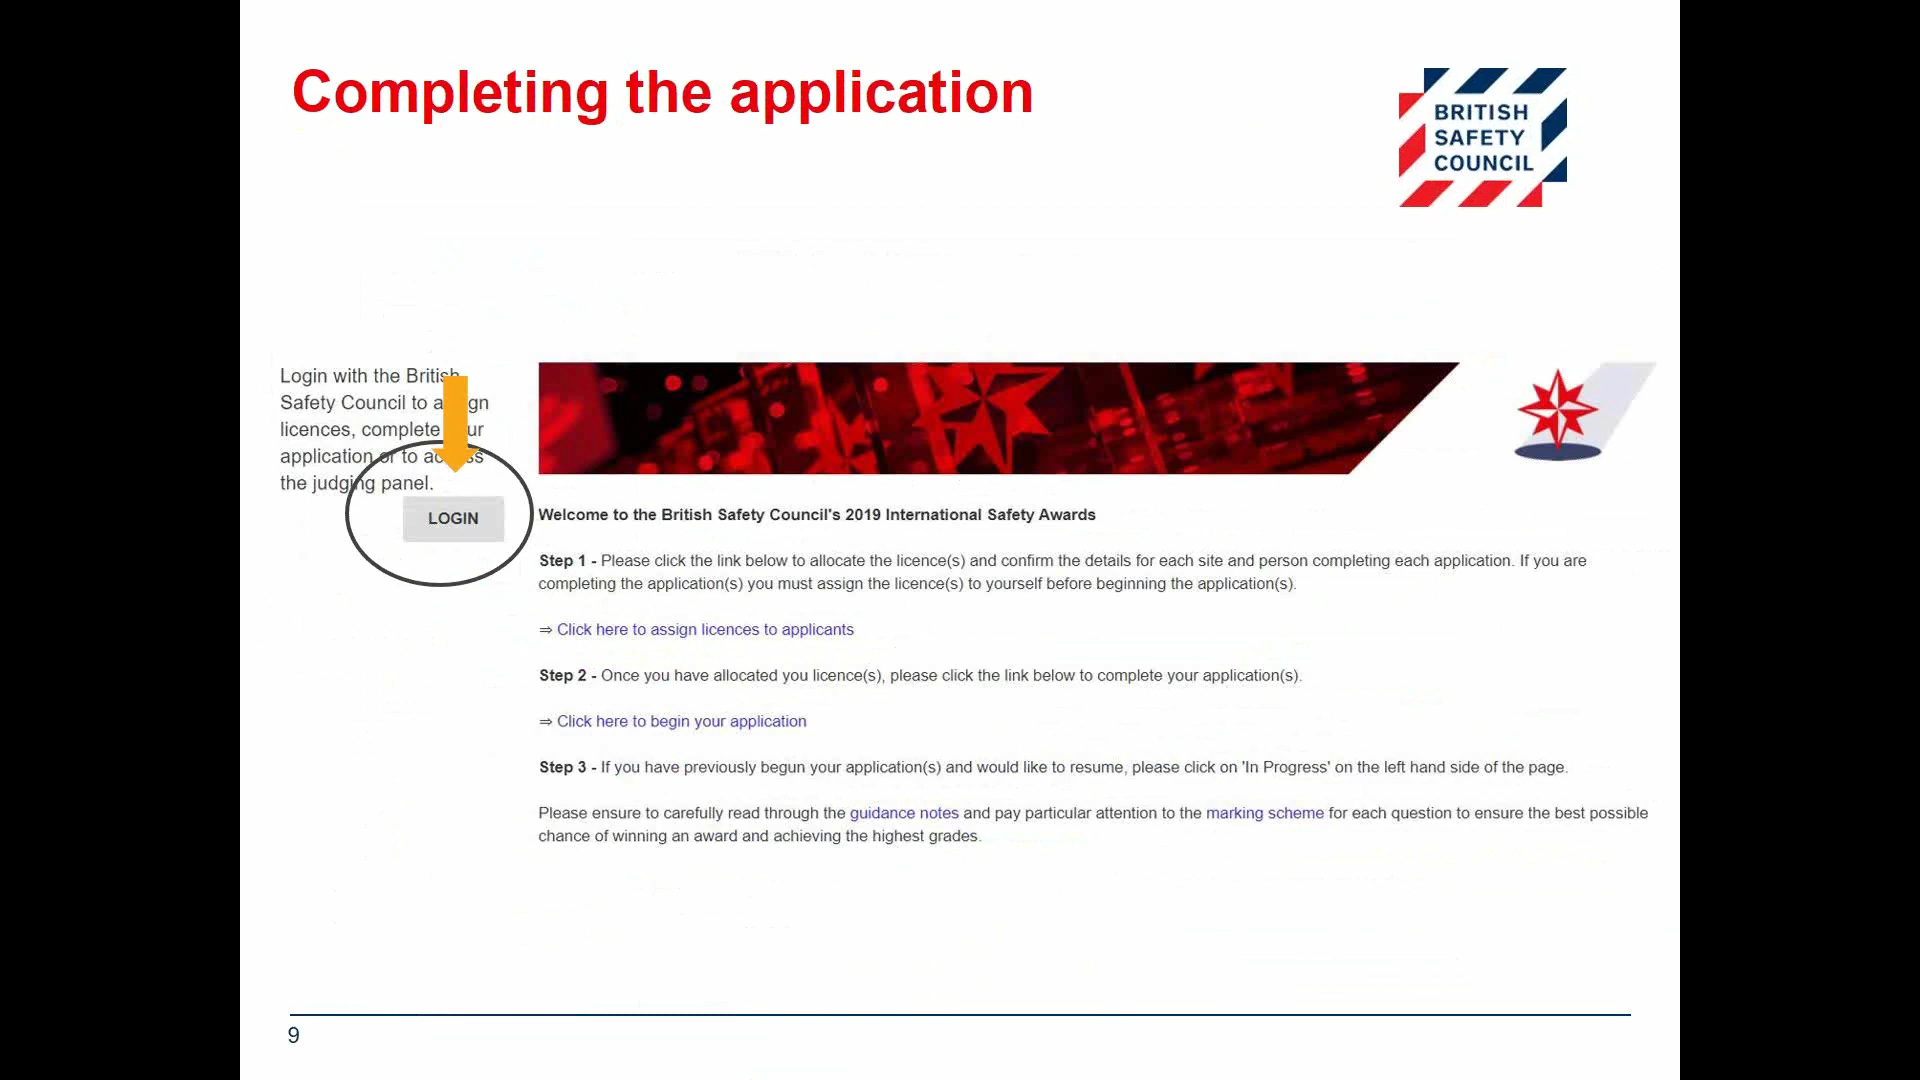 Completing the application
BRITISH
SAFETY
COUNCIL
Login with the British
Safety Council to a gn
licences, complete ur
application or to ac ss
the judging panel.
LOGIN
Welcome to the British Safety Council's 2019 International Safety Awards
Step 1 - Please click the link below to allocate the licence(s) and confirm the details for each site and person completing each application. If you are
completing the application(s) you must assign the licence(s) to yourself before beginning the application(s).
⇒ Click here to assign licences to applicants
Step 2 - Once you have allocated you licence(s), please click the link below to complete your application(s).
⇒ Click here to begin your application
Step 3 - If you have previously begun your application(s) and would like to resume, please click on 'In Progress' on the left hand side of the page.
Please ensure to carefully read through the guidance notes and pay particular attention to the marking scheme for each question to ensure the best possible
chance of winning an award and achieving the highest grades.
9